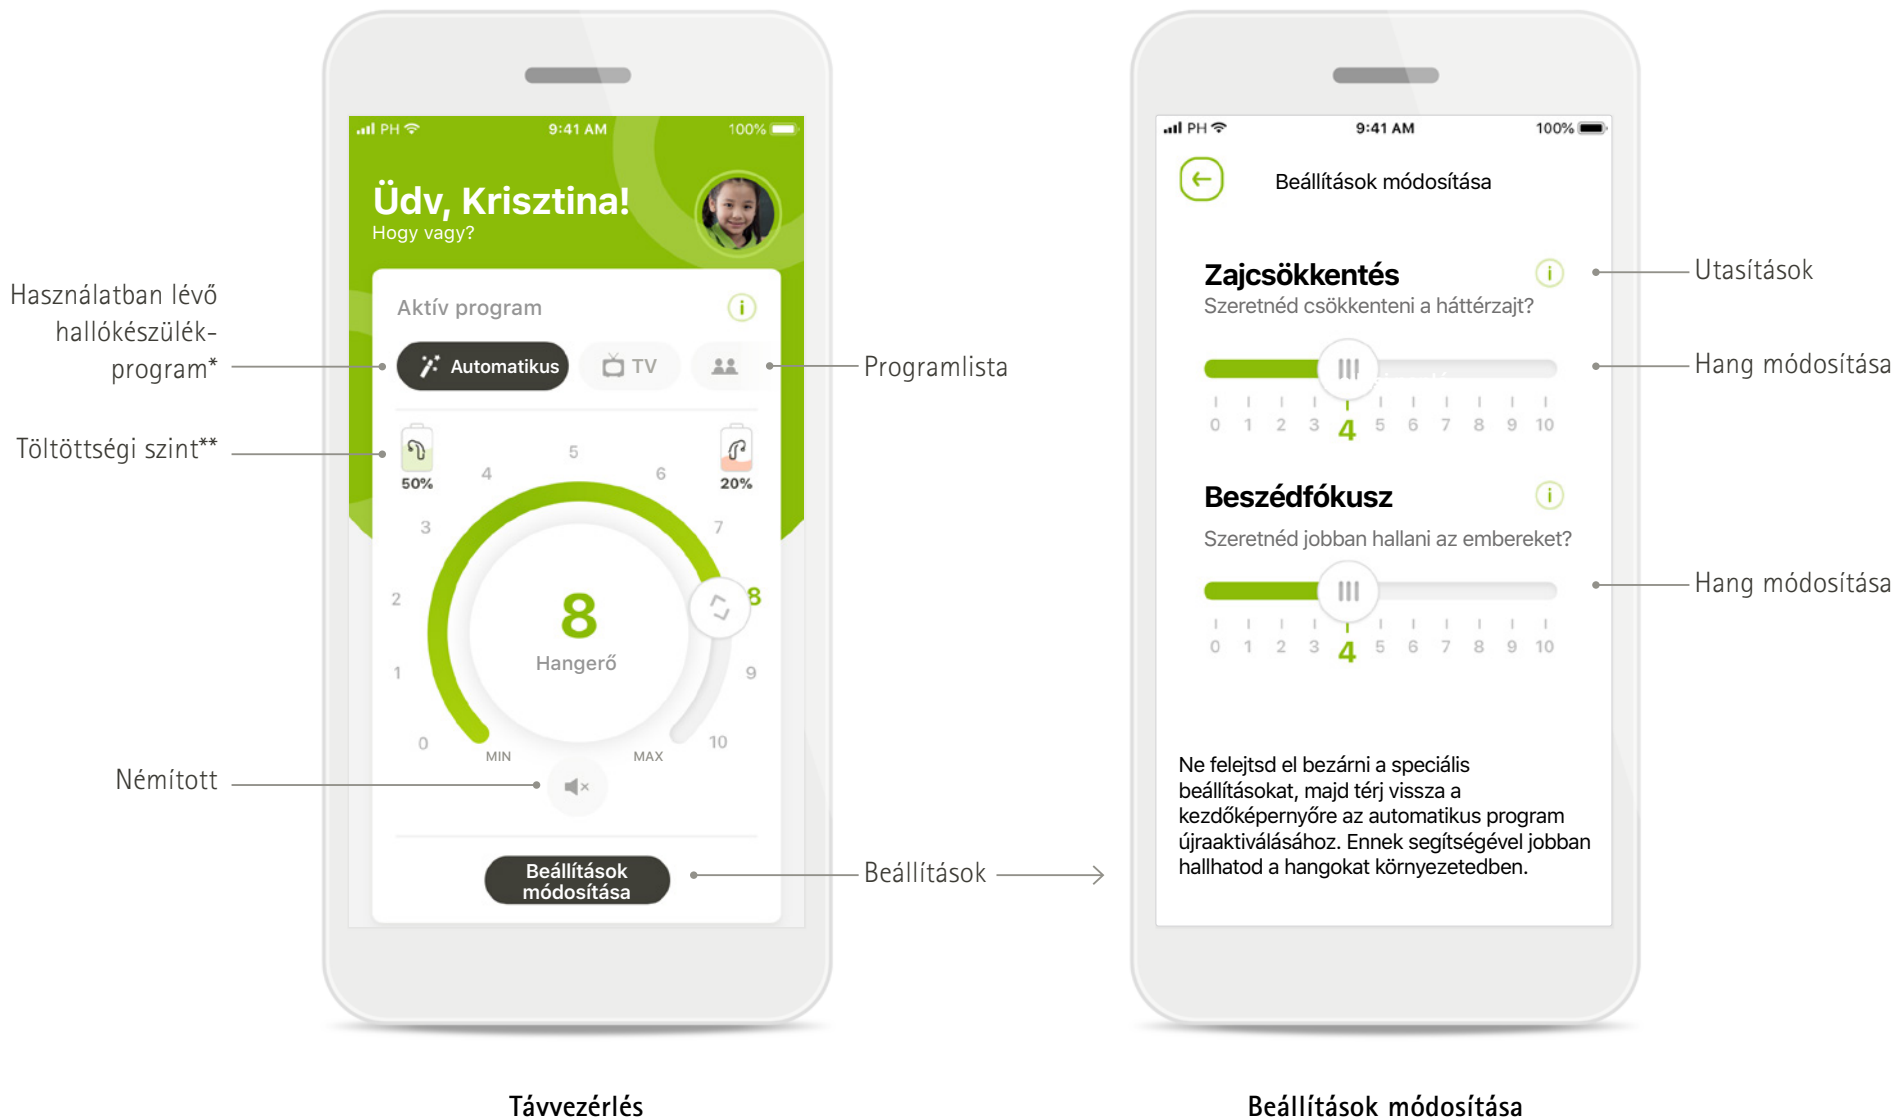 PH
9:41 AM
100%
Üdv, Krisztina!
Hogy vagy?
Aktív program
i
Automatikus
TV
50%
20%
0
1
2
3
4
5
6
7
8
9
10
8
Hangerő
MIN
MAX
Beállítások
módosítása
Használatban lévő
hallókészülék-
program*
Töltöttségi szint**
Némított
Programlista
Beállítások
Távvezérlés
PH
9:41 AM
100%
Beállítások módosítása
Zajcsökkentés
i
Szeretnéd csökkenteni a háttérzajt?
0 1 2 3 4 5 6 7 8 9 10
Beszédfókusz
i
Szeretnéd jobban hallani az embereket?
0 1 2 3 4 5 6 7 8 9 10
Ne felejtsd el bezárni a speciális
beállításokat, majd térj vissza a
kezdőképernyőre az automatikus program
újraaktiválásához. Ennek segítségével jobban
hallhatod a hangokat környezetedben.
Utasítások
Hang módosítása
Hang módosítása
Beállítások módosítása